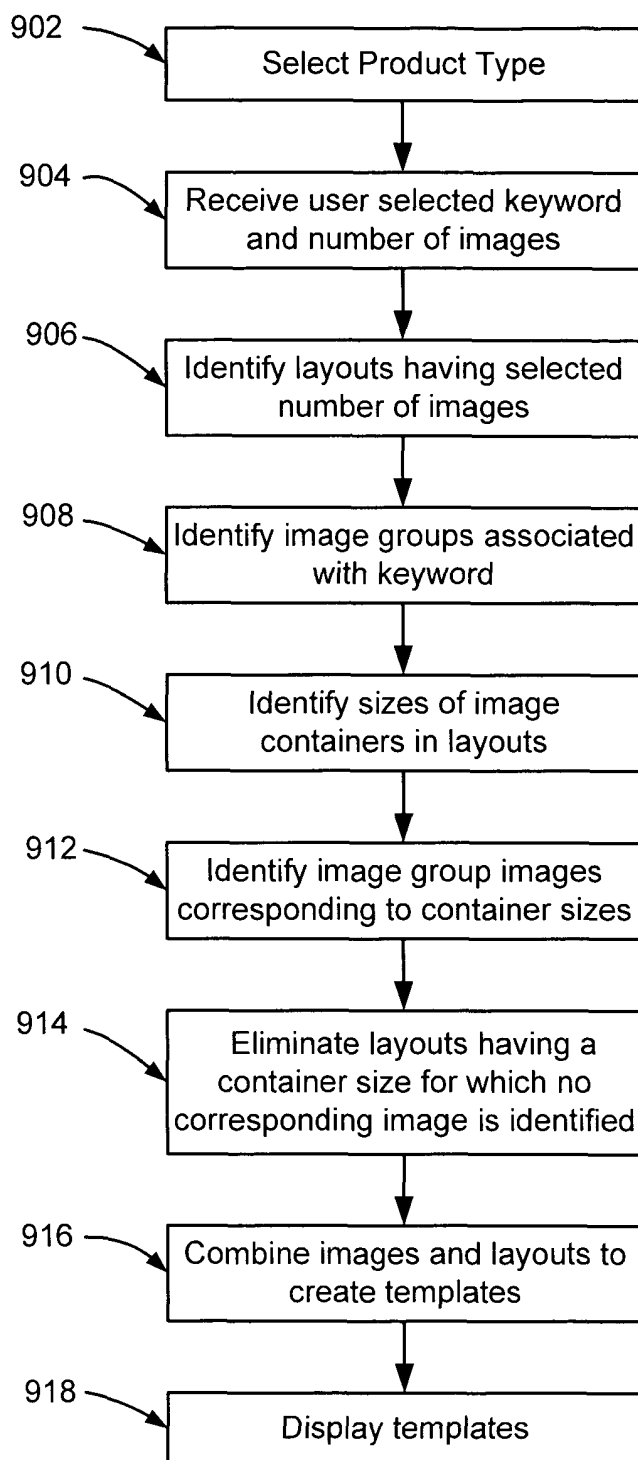 902
Select Product Type
904
Receive user selected keyword
and number of images
906
Identify layouts having selected
number of images
908
Identify image groups associated
with keyword
910
Identify sizes of image
containers in layouts
912
Identify image group images
corresponding to container sizes
914
Eliminate layouts having a
container size for which no
corresponding image is identified
916
Combine images and layouts to
create templates
918
Display templates